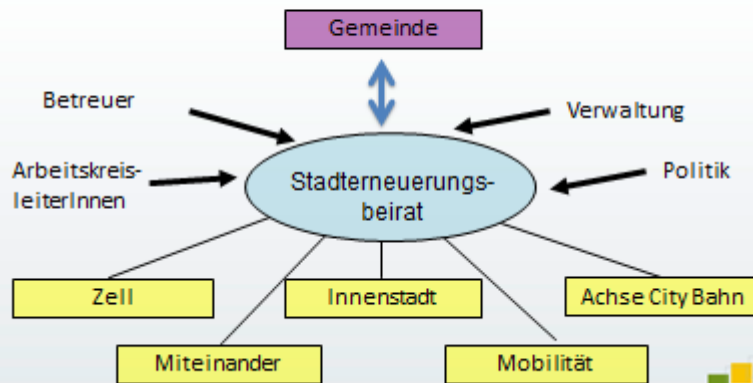 Gemeinde
Betreuer
Verwaltung
Arbeitskreis-
leiterInnen
Stadterneuerungs-
beirat
Politik
Zell
Innenstadt
Achse City Bahn
Miteinander
Mobilität